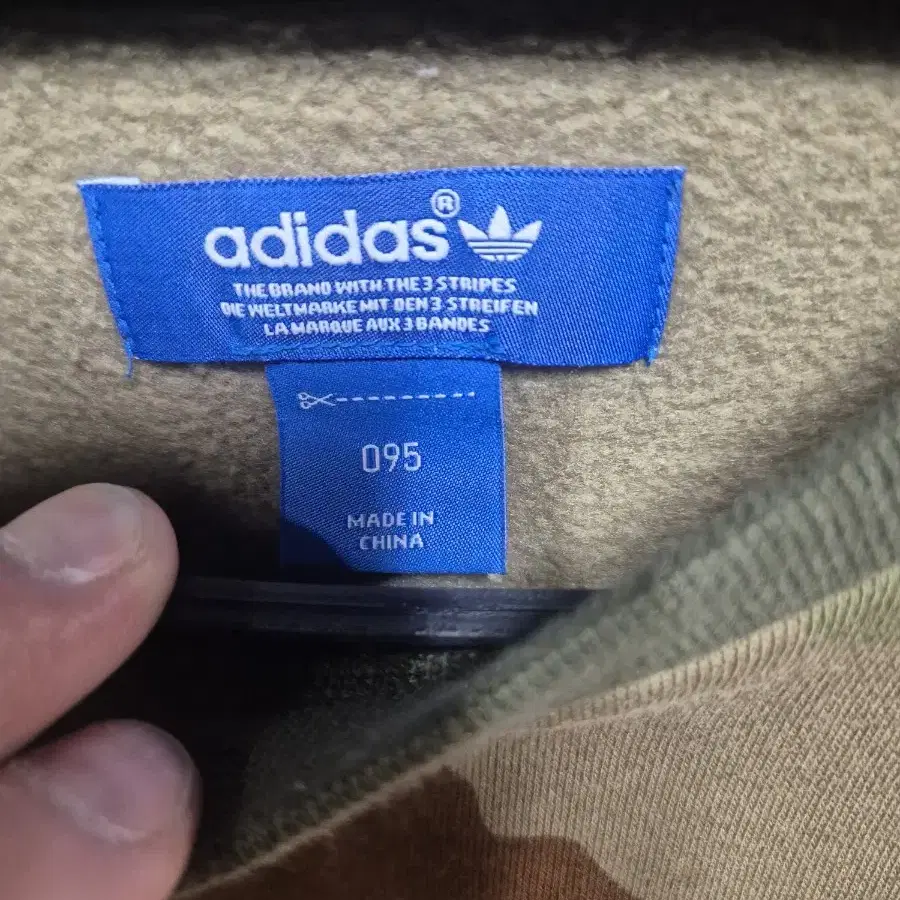 adidas®
THE BRAND WITH THE 3 STRIPES
DIE WELTMARKE MIT DEN 3 STREIFEN
LA MARQUE AUX 3 BANDES
095
MADE IN
CHINA